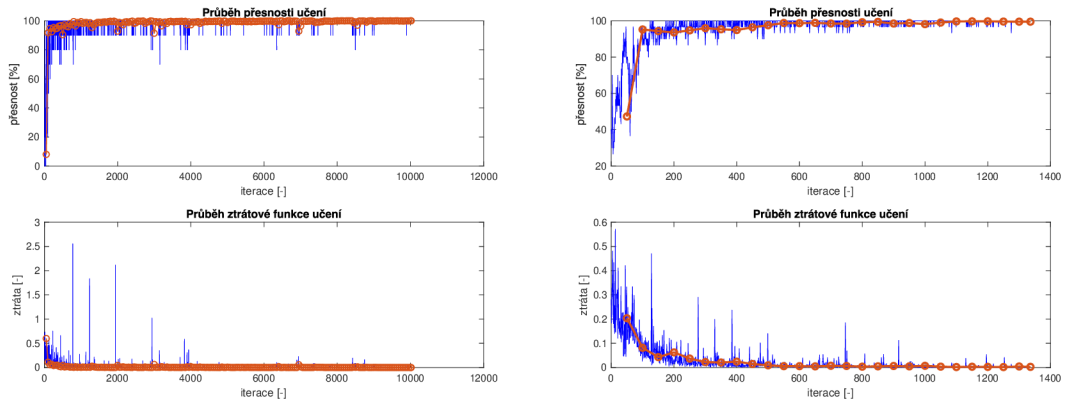 Průběh přesnosti učení
100
80
60
40
20
0
přesnost [%]
0 2000 4000 6000 8000 10000 12000
iterace [-]
Průběh přesnosti učení
100
90
80
70
60
50
40
30
20
přesnost [%]
0 200 400 600 800 1000 1200 1400
iterace [-]
Průběh ztrátové funkce učení
3
2.5
2
1.5
1
0.5
0
ztráta [-]
0 2000 4000 6000 8000 10000 12000
iterace [-]
Průběh ztrátové funkce učení
0.6
0.5
0.4
0.3
0.2
0.1
0
ztráta [-]
0 200 400 600 800 1000 1200 1400
iterace [-]